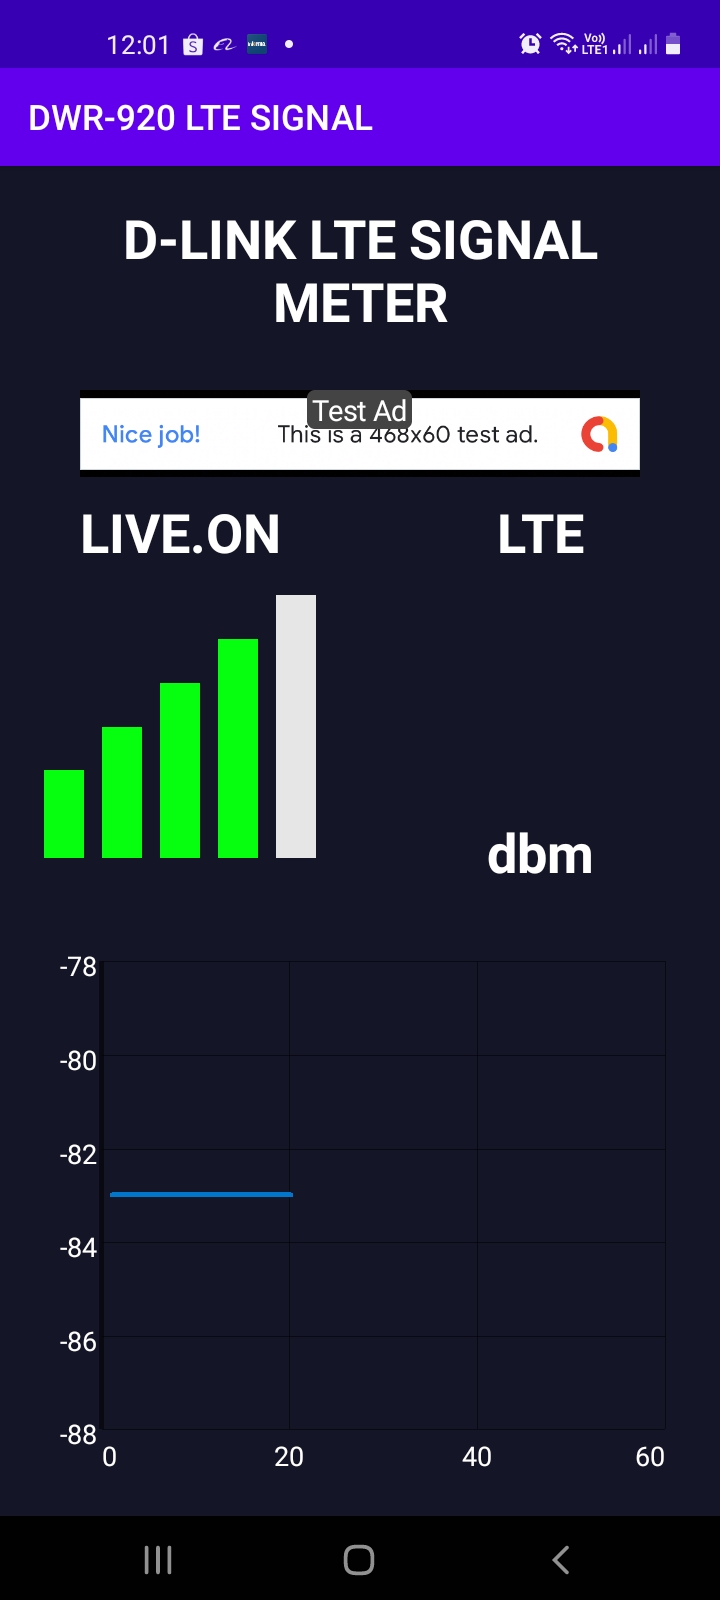 12:01
Vo))
LTE1
DWR-920 LTE SIGNAL
D-LINK LTE SIGNAL
METER
Test Ad
Nice job!
This is a 468x60 test ad.
LIVE.ON
LTE
dbm
-78
-80
-82
-84
-86
-88
0 20 40 60